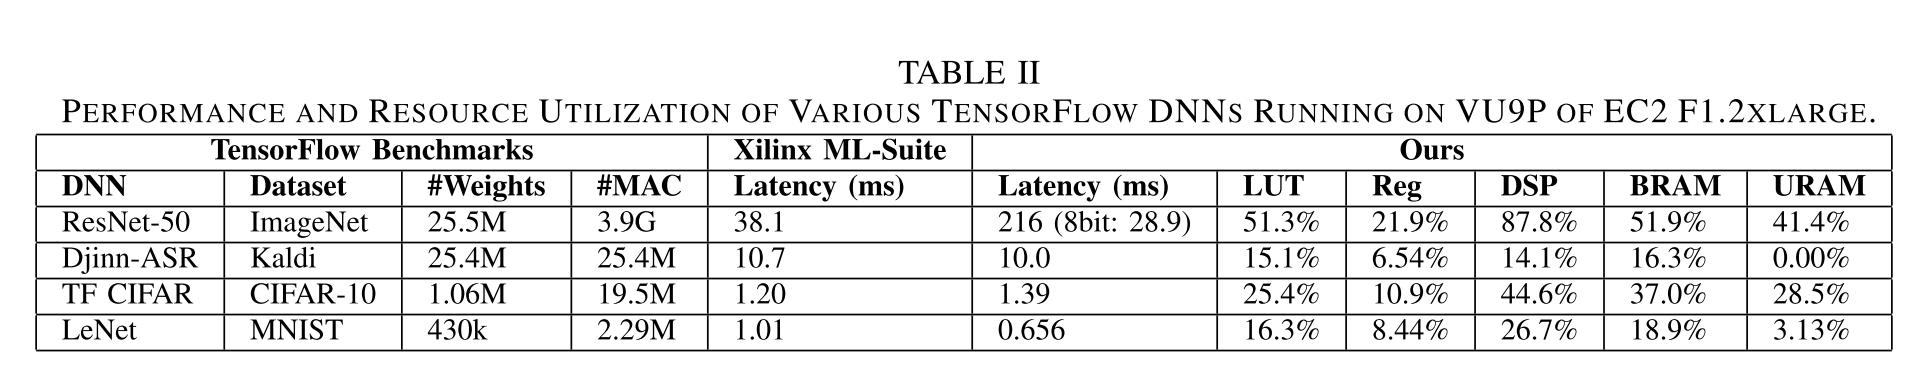 TABLE II
PERFORMANCE AND RESOURCE UTILIZATION OF VARIOUS TENSORFLOW DNNS RUNNING ON VU9P OF EC2 F1.2XLARGE.
TensorFlow Benchmarks Xilinx ML-Suite Ours
DNN Dataset #Weights #MAC Latency (ms) Latency (ms) LUT Reg DSP BRAM URAM
ResNet-50 ImageNet 25.5M 3.9G 38.1 216 (8bit: 28.9) 51.3% 21.9% 87.8% 51.9% 41.4%
Djinn-ASR Kaldi 25.4M 25.4M 10.7 10.0 15.1% 6.54% 14.1% 16.3% 0.00%
TF CIFAR CIFAR-10 1.06M 19.5M 1.20 1.39 25.4% 10.9% 44.6% 37.0% 28.5%
LeNet MNIST 430k 2.29M 1.01 0.656 16.3% 8.44% 26.7% 18.9% 3.13%